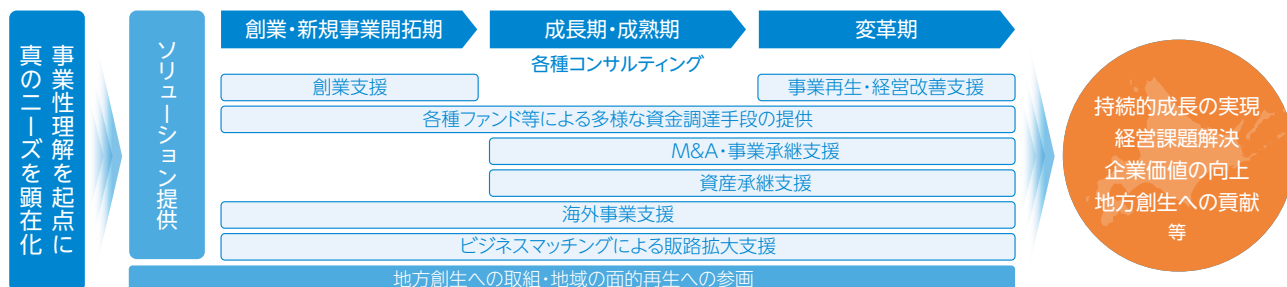 事業性理解を起点に
真のニーズを顕在化
ソリューション提供
創業・新規事業開拓期
成長期・成熟期
変革期
各種コンサルティング
創業支援
事業再生・経営改善支援
各種ファンド等による多様な資金調達手段の提供
M&A・事業承継支援
資産承継支援
海外事業支援
ビジネスマッチングによる販路拡大支援
地方創生への取組・地域の面的再生への参画
持続的成長の実現
経営課題解決
企業価値の向上
地方創生への貢献
等